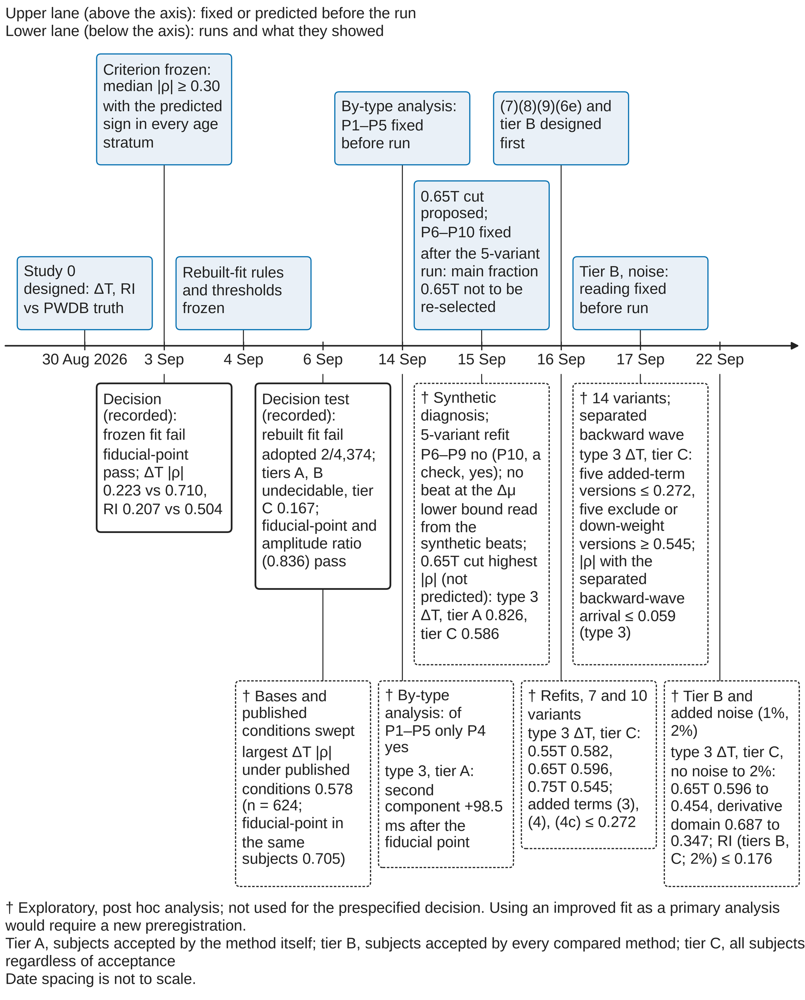 Upper lane (above the axis): fixed or predicted before the run
Lower lane (below the axis): runs and what they showed
Criterion frozen:
median |ρ| ≥ 0.30
with the predicted
sign in every age
stratum
By-type analysis:
P1–P5 fixed
before run
(7)(8)(9)(6e) and
tier B designed
first
0.65T cut
proposed;
P6–P10 fixed
after the 5-variant
run: main fraction
0.65T not to be
re-selected
Study 0
designed: ΔT, RI
vs PWDB truth
Rebuilt-fit rules
and thresholds
frozen
Tier B, noise:
reading fixed
before run
30 Aug 2026
3 Sep
4 Sep
6 Sep
14 Sep
15 Sep
16 Sep
17 Sep
22 Sep
Decision
(recorded):
frozen fit fail
fiducial-point
pass; ΔT |ρ|
0.223 vs 0.710,
RI 0.207 vs 0.504
Decision test
(recorded):
rebuilt fit fail
adopted 2/4,374;
tiers A, B
undecidable, tier
C 0.167;
fiducial-point and
amplitude ratio
(0.836) pass
† Synthetic
diagnosis;
5-variant refit
P6–P9 no (P10, a
check, yes); no
beat at the Δμ
lower bound read
from the
synthetic beats;
0.65T cut highest
|ρ| (not
predicted): type 3
ΔT, tier A 0.826,
tier C 0.586
† 14 variants;
separated
backward wave
type 3 ΔT, tier C:
five added-term
versions ≤ 0.272,
five exclude or
down-weight
versions ≥ 0.545;
|ρ| with the
separated
backward-wave
arrival ≤ 0.059
(type 3)
† Bases and
published
conditions swept
largest ΔT |ρ|
under published
conditions 0.578
(n = 624;
fiducial-point in
the same
subjects 0.705)
† By-type
analysis: of
P1–P5 only P4
yes
type 3, tier A:
second
component +98.5
ms after the
fiducial point
† Refits, 7 and 10
variants
type 3 ΔT, tier C:
0.55T 0.582,
0.65T 0.596,
0.75T 0.545;
added terms (3),
(4), (4c) ≤ 0.272
† Tier B and
added noise (1%,
2%)
type 3 ΔT, tier C,
no noise to 2%:
0.65T 0.596 to
0.454, derivative
domain 0.687 to
0.347; RI (tiers B,
C; 2%) ≤ 0.176
† Exploratory, post hoc analysis; not used for the prespecified decision. Using an improved fit as a primary analysis
would require a new preregistration.
Tier A, subjects accepted by the method itself; tier B, subjects accepted by every compared method; tier C, all subjects
regardless of acceptance
Date spacing is not to scale.